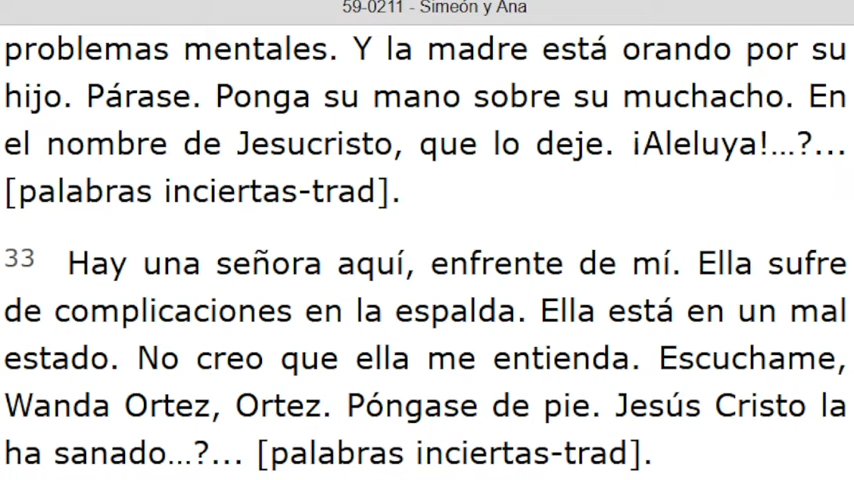 59-0211 - Simeón y Ana
problemas mentales. Y la madre está orando por su
hijo. Párase. Ponga su mano sobre su muchacho. En
el nombre de Jesucristo, que lo deje. ¡Aleluya!...?...
[palabras inciertas-trad].
33 Hay una señora aquí, enfrente de mí. Ella sufre
de complicaciones en la espalda. Ella está en un mal
estado. No creo que ella me entienda. Escuchame,
Wanda Ortez, Ortez. Póngase de pie. Jesús Cristo la
ha sanado...?... [palabras inciertas-trad].